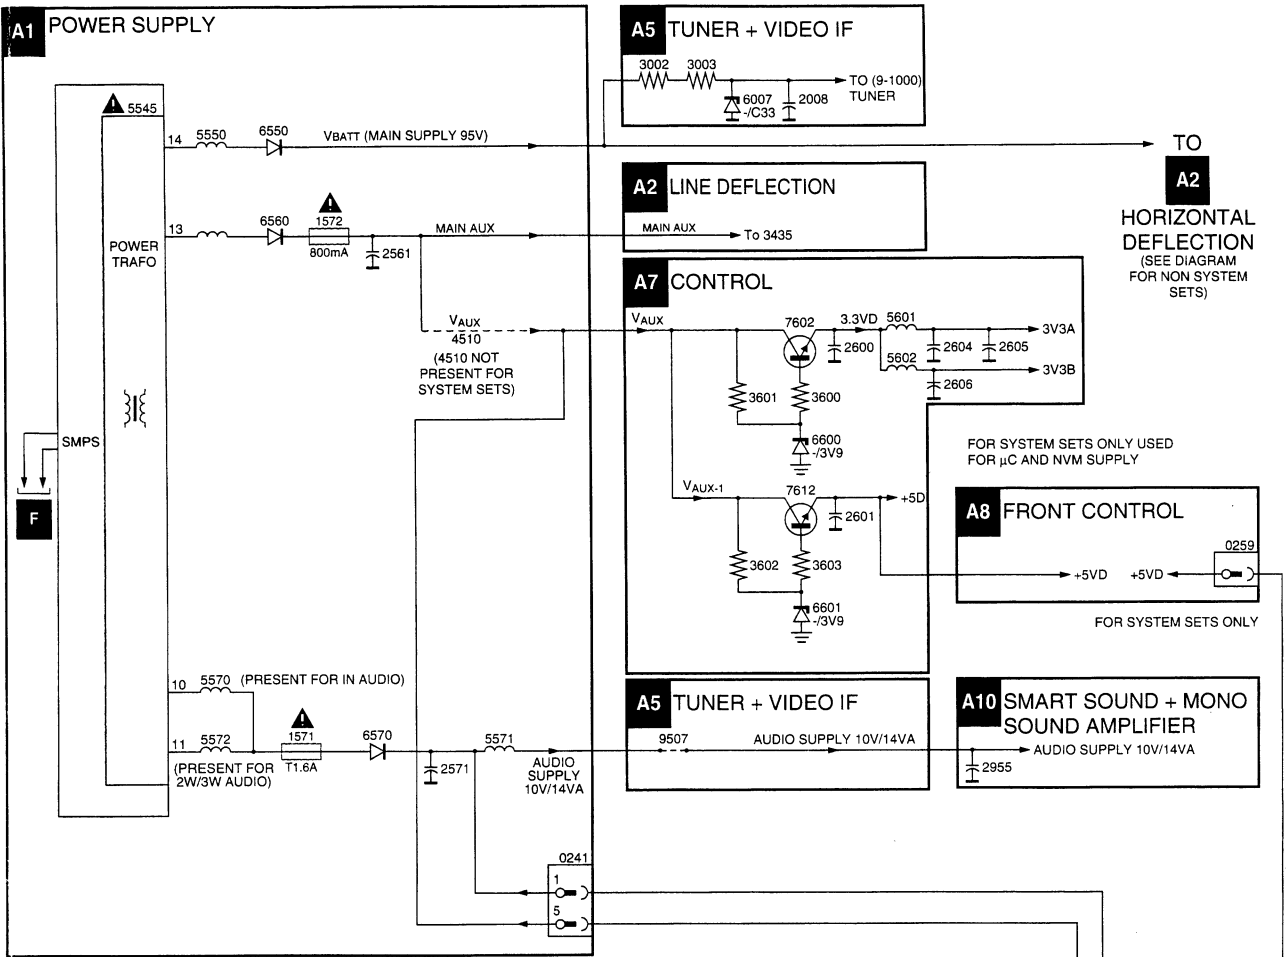 A1 POWER SUPPLY
5545
14
5550
6550
VBATT (MAIN SUPPLY 95V)
13
6560
1572
800mA
2561
MAIN AUX
POWER
TRAFO
SMPS
F
VAUX
4510
(4510 NOT
PRESENT FOR
SYSTEM SETS)
10
5570
(PRESENT FOR IN AUDIO)
11
5572
(PRESENT FOR
2W/3W AUDIO)
1571
T1.6A
6570
2571
5571
AUDIO
SUPPLY
10V/14VA
0241
1
5
A5 TUNER + VIDEO IF
3002
3003
6007
-/C33
2008
TO (9-1000)
TUNER
TO
A2
HORIZONTAL
DEFLECTION
(SEE DIAGRAM
FOR NON SYSTEM
SETS)
A2 LINE DEFLECTION
MAIN AUX
To 3435
A7 CONTROL
VAUX
7602
3.3VD
5601
2600
2604
2605
3V3A
5602
2606
3V3B
3601
3600
6600
-/3V9
VAUX-1
7612
2601
+5D
3602
3603
6601
-/3V9
FOR SYSTEM SETS ONLY USED
FOR µC AND NVM SUPPLY
A8 FRONT CONTROL
0259
+5VD
+5VD
FOR SYSTEM SETS ONLY
A5 TUNER + VIDEO IF
9507
AUDIO SUPPLY 10V/14VA
A10 SMART SOUND + MONO
SOUND AMPLIFIER
AUDIO SUPPLY 10V/14VA
2955